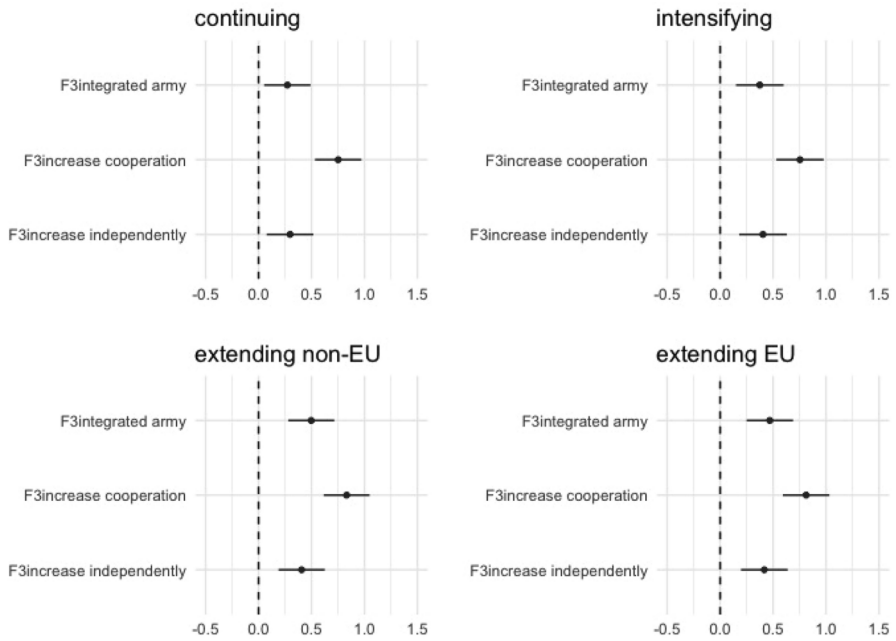 continuing
F3integrated army
F3increase cooperation
F3increase independently
-0.5 0.0 0.5 1.0 1.5
intensifying
F3integrated army
F3increase cooperation
F3increase independently
-0.5 0.0 0.5 1.0 1.5
extending non-EU
F3integrated army
F3increase cooperation
F3increase independently
-0.5 0.0 0.5 1.0 1.5
extending EU
F3integrated army
F3increase cooperation
F3increase independently
-0.5 0.0 0.5 1.0 1.5